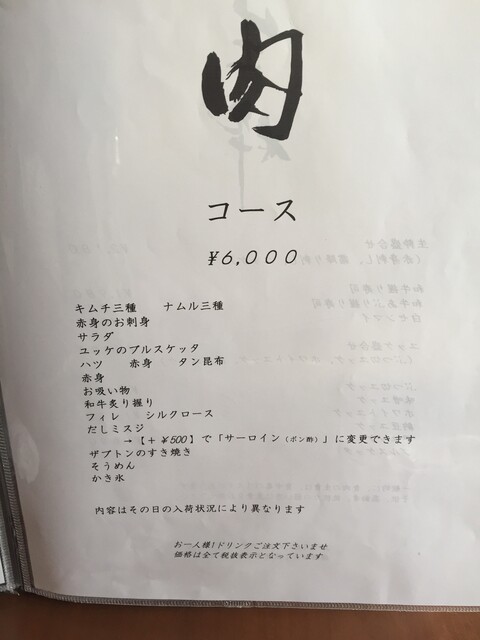 肉
コース
¥6,000
キムチ三種　ナムル三種
赤身のお刺身
サラダ
ユッケのブルスケッタ
ハツ　赤身　タン昆布
赤身
お吸い物
和牛炙り握り
フィレ　シルクロース
だしミスジ
→【＋¥500】で「サーロイン（ポン酢）」に変更できます
ザブトンのすき焼き
そうめん
かき氷
内容はその日の入荷状況により異なります
お一人様1ドリンクご注文下さいませ
価格は全て税抜表示となっています